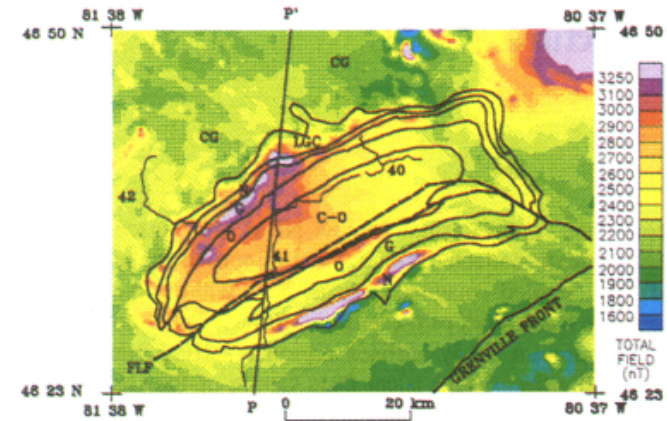 81 38 W P' 80 37 W
46 50 N 46 50
CG
CG
LGC
42
40
N
G
O
C-O
41
G
O
N
FLF
GRENVILLE FRONT
3250
3100
3000
2900
2800
2700
2600
2500
2400
2300
2200
2100
2000
1900
1800
1600
TOTAL
FIELD
(nT)
46 23 N 46 23
81 38 W P 0 20 km 80 37 W